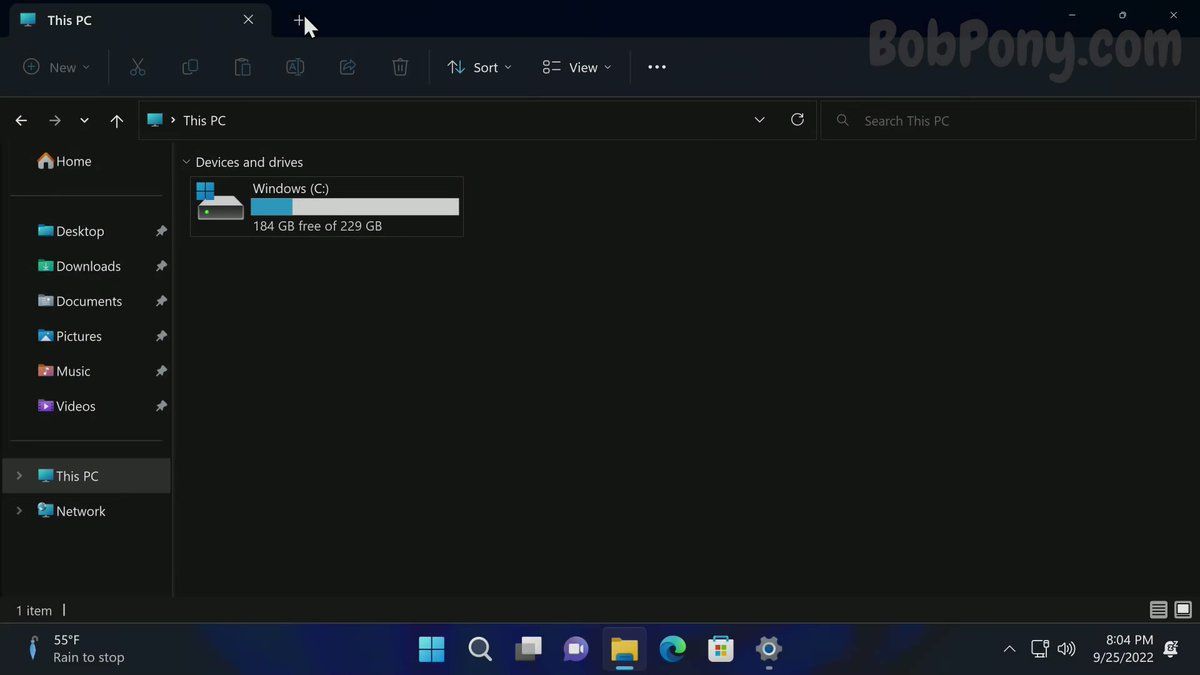 This PC
BobPony.com
New
Sort
View
This PC
Search This PC
Home
Desktop
Downloads
Documents
Pictures
Music
Videos
This PC
Network
Devices and drives
Windows (C:)
184 GB free of 229 GB
1 item
55°F
Rain to stop
8:04 PM
9/25/2022